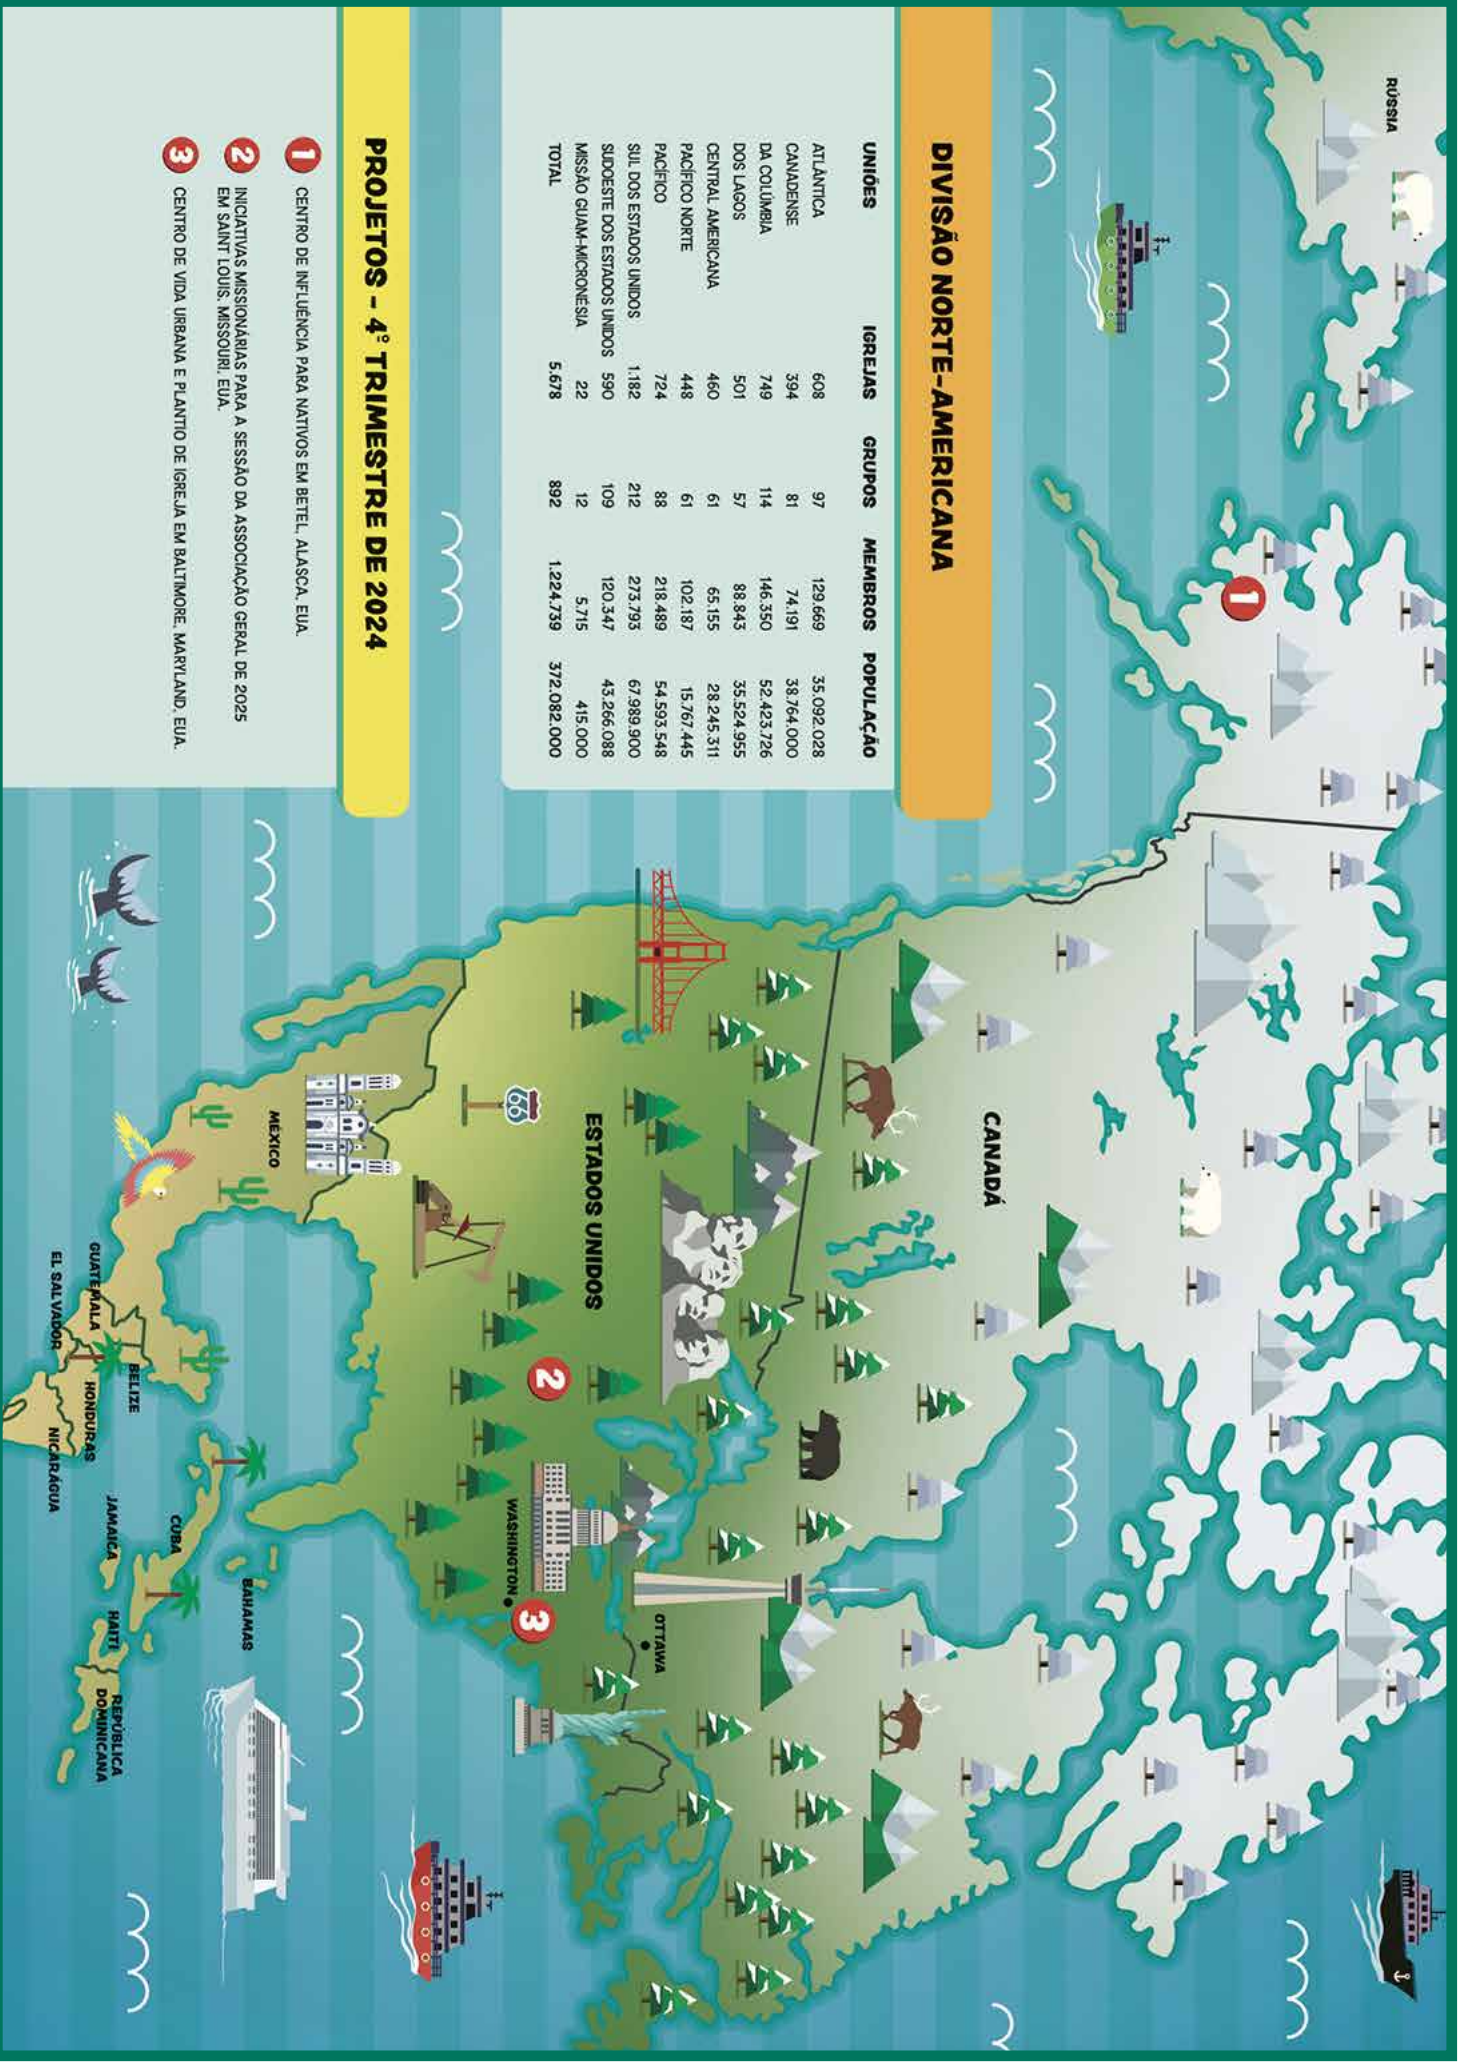 DIVISÃO NORTE-AMERICANA
UNIÕES IGREJAS GRUPOS MEMBROS POPULAÇÃO
ATLÂNTICA 608 97 129.669 35.092.028
CANADENSE 394 81 74.191 38.764.000
DA COLÚMBIA 749 114 146.350 52.423.726
DOS LAGOS 501 57 88.843 35.524.955
CENTRAL AMERICANA 460 61 65.155 28.245.311
PACÍFICO NORTE 448 61 102.187 15.767.445
PACÍFICO 724 88 218.489 54.593.548
SUL DOS ESTADOS UNIDOS 1.182 212 273.793 67.989.900
SUDOESTE DOS ESTADOS UNIDOS 590 109 120.347 43.266.088
MISSÃO GUAM-MICRONÉSIA 22 12 5.715 415.000
TOTAL 5.678 892 1.224.739 372.082.000
PROJETOS - 4º TRIMESTRE DE 2024
1 CENTRO DE INFLUÊNCIA PARA NATIVOS EM BETEL, ALASCA, EUA.
2 INICIATIVAS MISSIONÁRIAS PARA A SESSÃO DA ASSOCIAÇÃO GERAL DE 2025
EM SAINT LOUIS, MISSOURI, EUA.
3 CENTRO DE VIDA URBANA E PLANTIO DE IGREJA EM BALTIMORE, MARYLAND, EUA.
RÚSSIA
1
CANADÁ
OTTAWA
ESTADOS UNIDOS
66
2
WASHINGTON
3
MÉXICO
BAHAMAS
CUBA
BELIZE
JAMAICA
HAITI
REPÚBLICA
DOMINICANA
GUATEMALA
HONDURAS
EL SALVADOR
NICARÁGUA